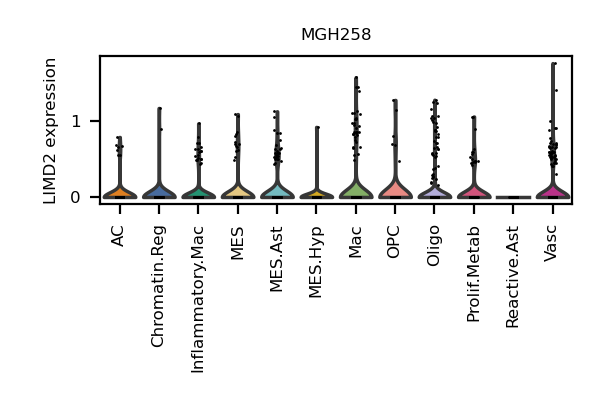 MGH258
LIMD2 expression
1
0
AC
Chromatin.Reg
Inflammatory.Mac
MES
MES.Ast
MES.Hyp
Mac
OPC
Oligo
Prolif.Metab
Reactive.Ast
Vasc